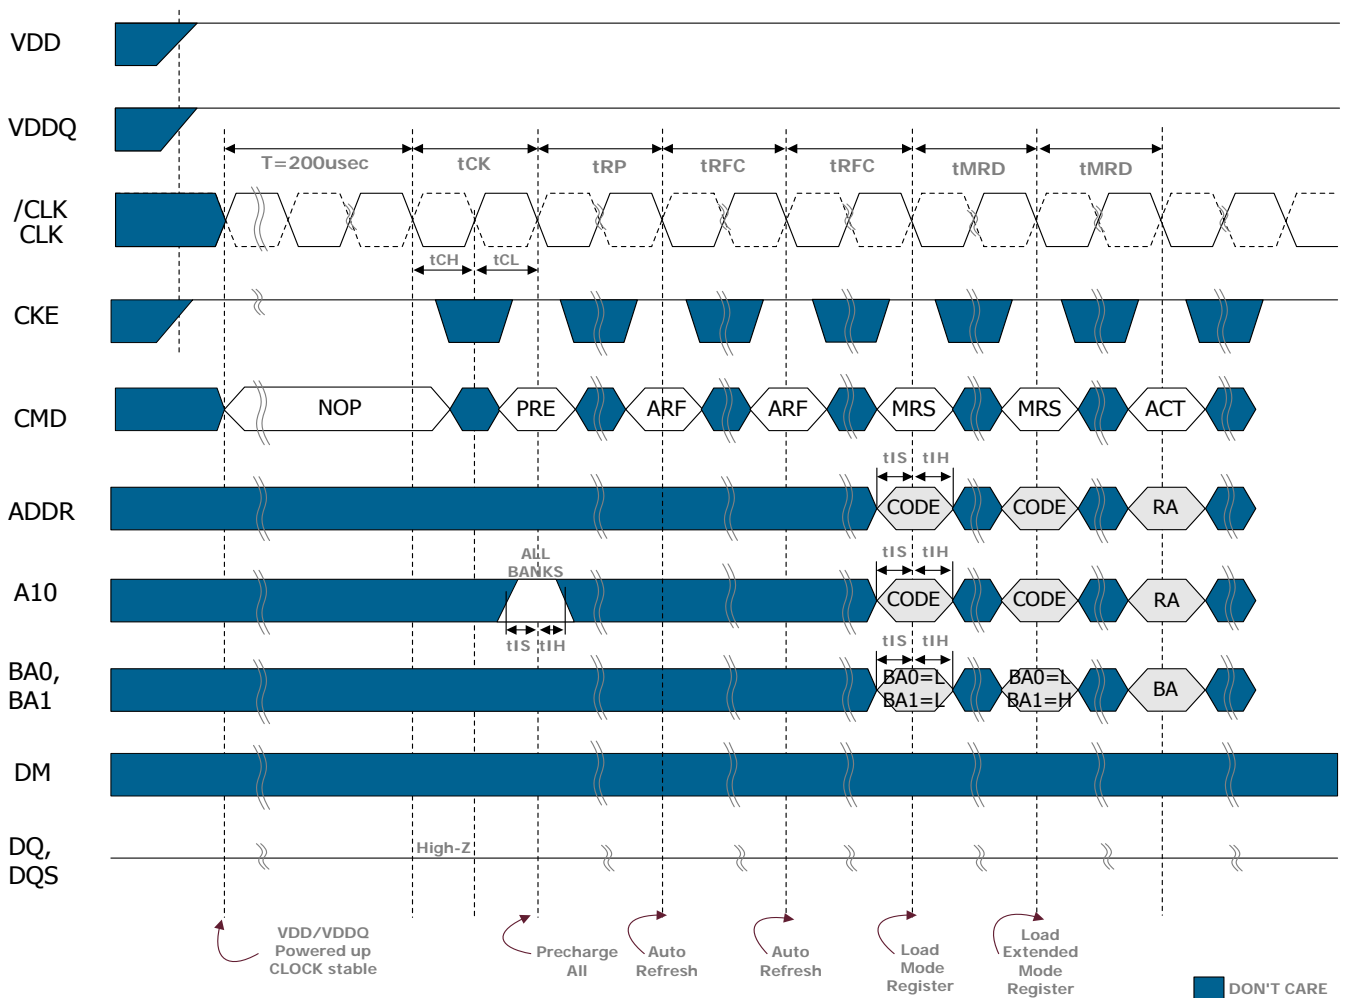 VDD
VDDQ
T=200usec tCK tRP tRFC tRFC tMRD tMRD
/CLK
CLK
tCH tCL
CKE
CMD NOP PRE ARF ARF MRS MRS ACT
tIS tIH
ADDR CODE CODE RA
ALL
BANKS
tIS tIH
A10 CODE CODE RA
tIS tIH
tIS tIH
BA0,
BA1
BA0=L
BA1=L
BA0=L
BA1=H
BA
DM
DQ,
DQS
High-Z
VDD/VDDQ
Powered up
CLOCK stable
Precharge
All
Auto
Refresh
Auto
Refresh
Load
Mode
Register
Load
Extended
Mode
Register
DON'T CARE